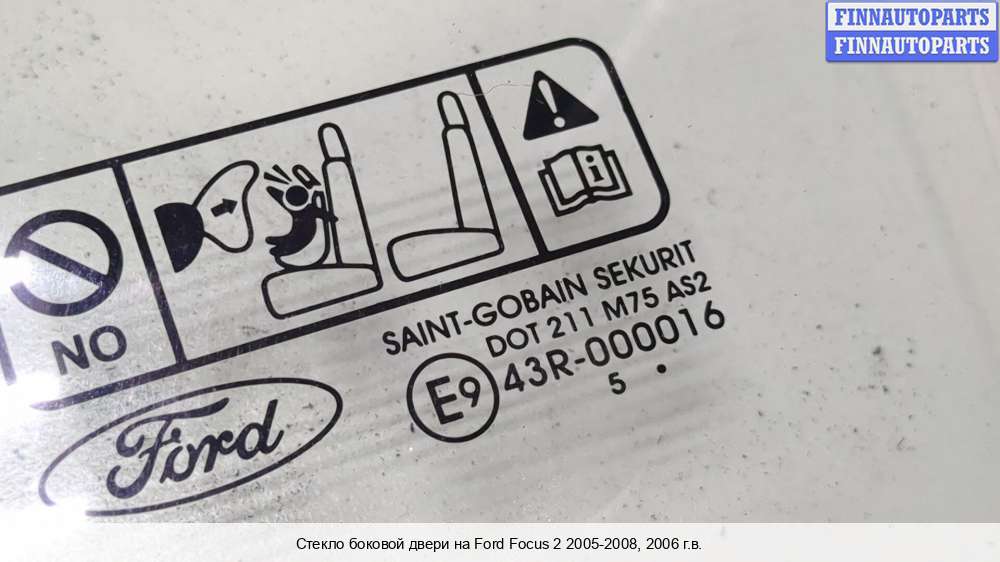 FINNAUTOPARTS
FINNAUTOPARTS
NO
i
SAINT-GOBAIN SEKURIT
DOT 211 M75 AS2
E9 43R-000016
5 .
Ford
Стекло боковой двери на Ford Focus 2 2005-2008, 2006 г.в.